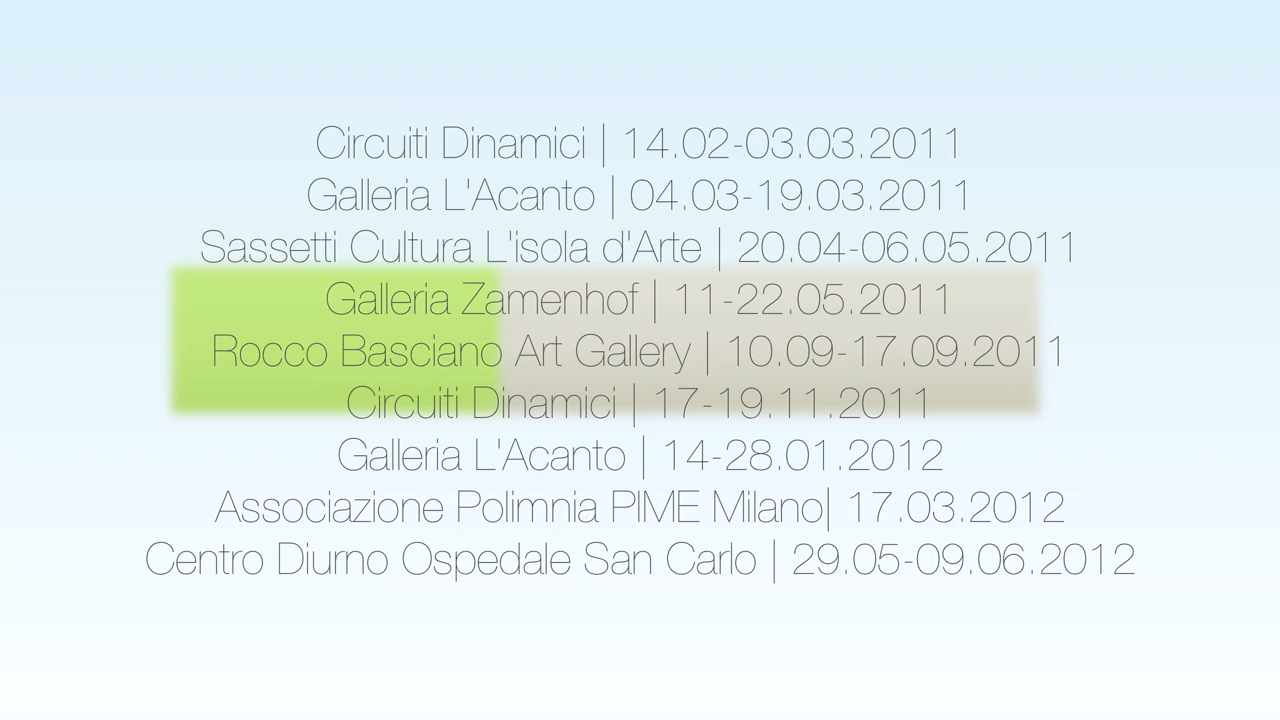 Circuiti Dinamici | 14.02-03.03.2011
Galleria L'Acanto | 04.03-19.03.2011
Sassetti Cultura L'isola d'Arte | 20.04-06.05.2011
Galleria Zamenhof | 11-22.05.2011
Rocco Basciano Art Gallery | 10.09-17.09.2011
Circuiti Dinamici | 17-19.11.2011
Galleria L'Acanto | 14-28.01.2012
Associazione Polimnia PIME Milano| 17.03.2012
Centro Diurno Ospedale San Carlo | 29.05-09.06.2012